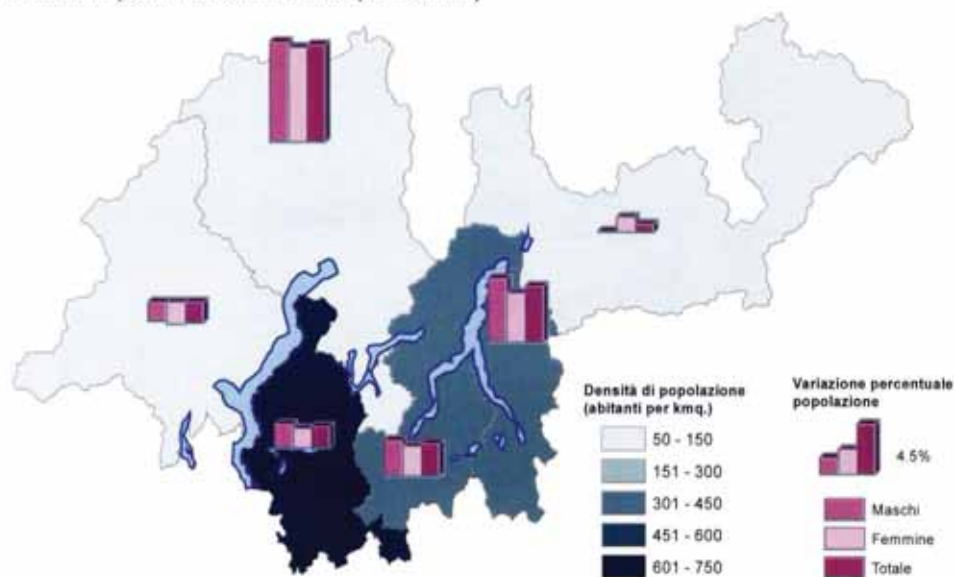 Densità di popolazione
(abitanti per kmq.)
50 - 150
151 - 300
301 - 450
451 - 600
601 - 750
Variazione percentuale
popolazione
4.5%
Maschi
Femmine
Totale